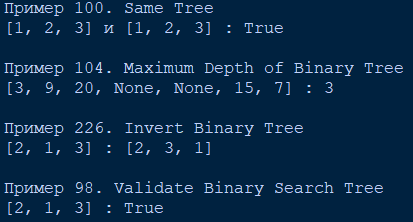 Пример 100. Same Tree
[1, 2, 3] и [1, 2, 3] : True
Пример 104. Maximum Depth of Binary Tree
[3, 9, 20, None, None, 15, 7] : 3
Пример 226. Invert Binary Tree
[2, 1, 3] : [2, 3, 1]
Пример 98. Validate Binary Search Tree
[2, 1, 3] : True